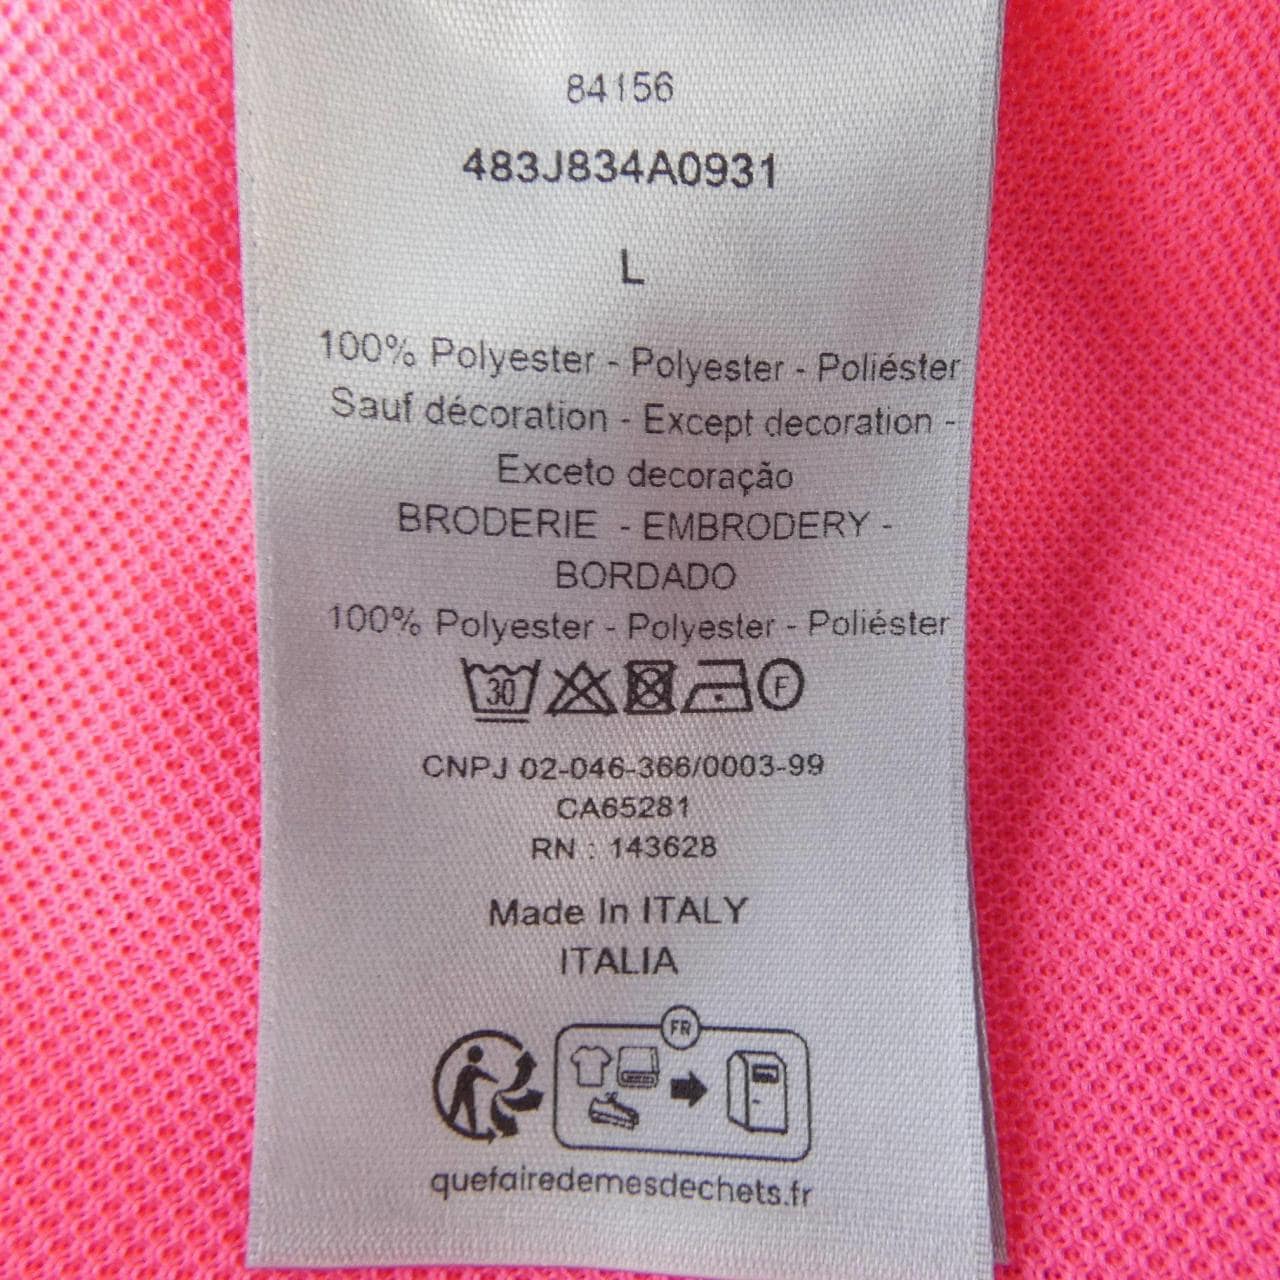 84156
483J834A0931
L
100% Polyester - Polyester - Poliéster
Sauf décoration - Except decoration -
Exceto decoração
BRODERIE - EMBRODERY -
BORDADO
100% Polyester - Polyester - Poliéster
30 F
CNPJ 02-046-366/0003-99
CA65281
RN : 143628
Made In ITALY
ITALIA
FR
quefairedemesdechets.fr